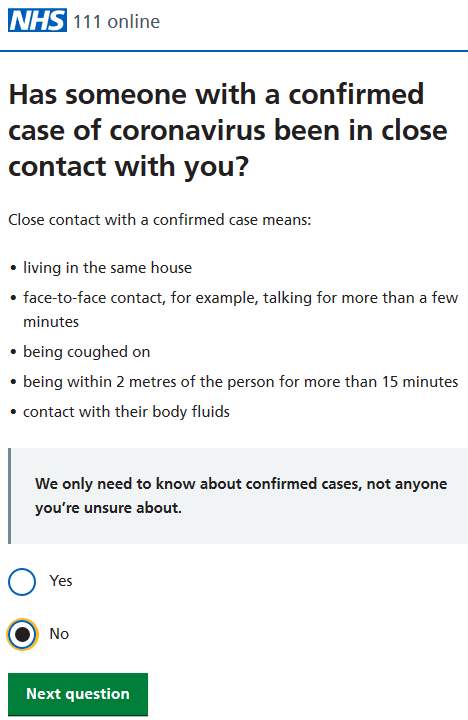 NHS 111 online
Has someone with a confirmed
case of coronavirus been in close
contact with you?
Close contact with a confirmed case means:
• living in the same house
• face-to-face contact, for example, talking for more than a few
minutes
• being coughed on
• being within 2 metres of the person for more than 15 minutes
• contact with their body fluids
We only need to know about confirmed cases, not anyone
you’re unsure about.
Yes
No
Next question